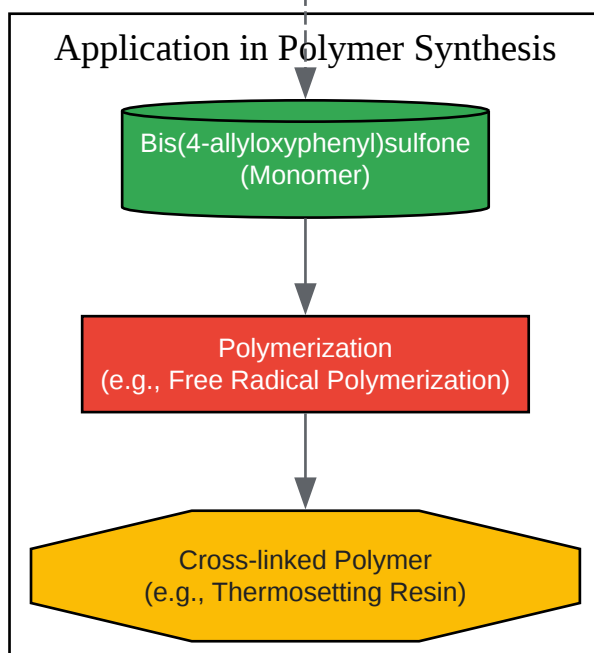 Application in Polymer Synthesis
Bis(4-allyloxyphenyl)sulfone
(Monomer)
Polymerization
(e.g., Free Radical Polymerization)
Cross-linked Polymer
(e.g., Thermosetting Resin)